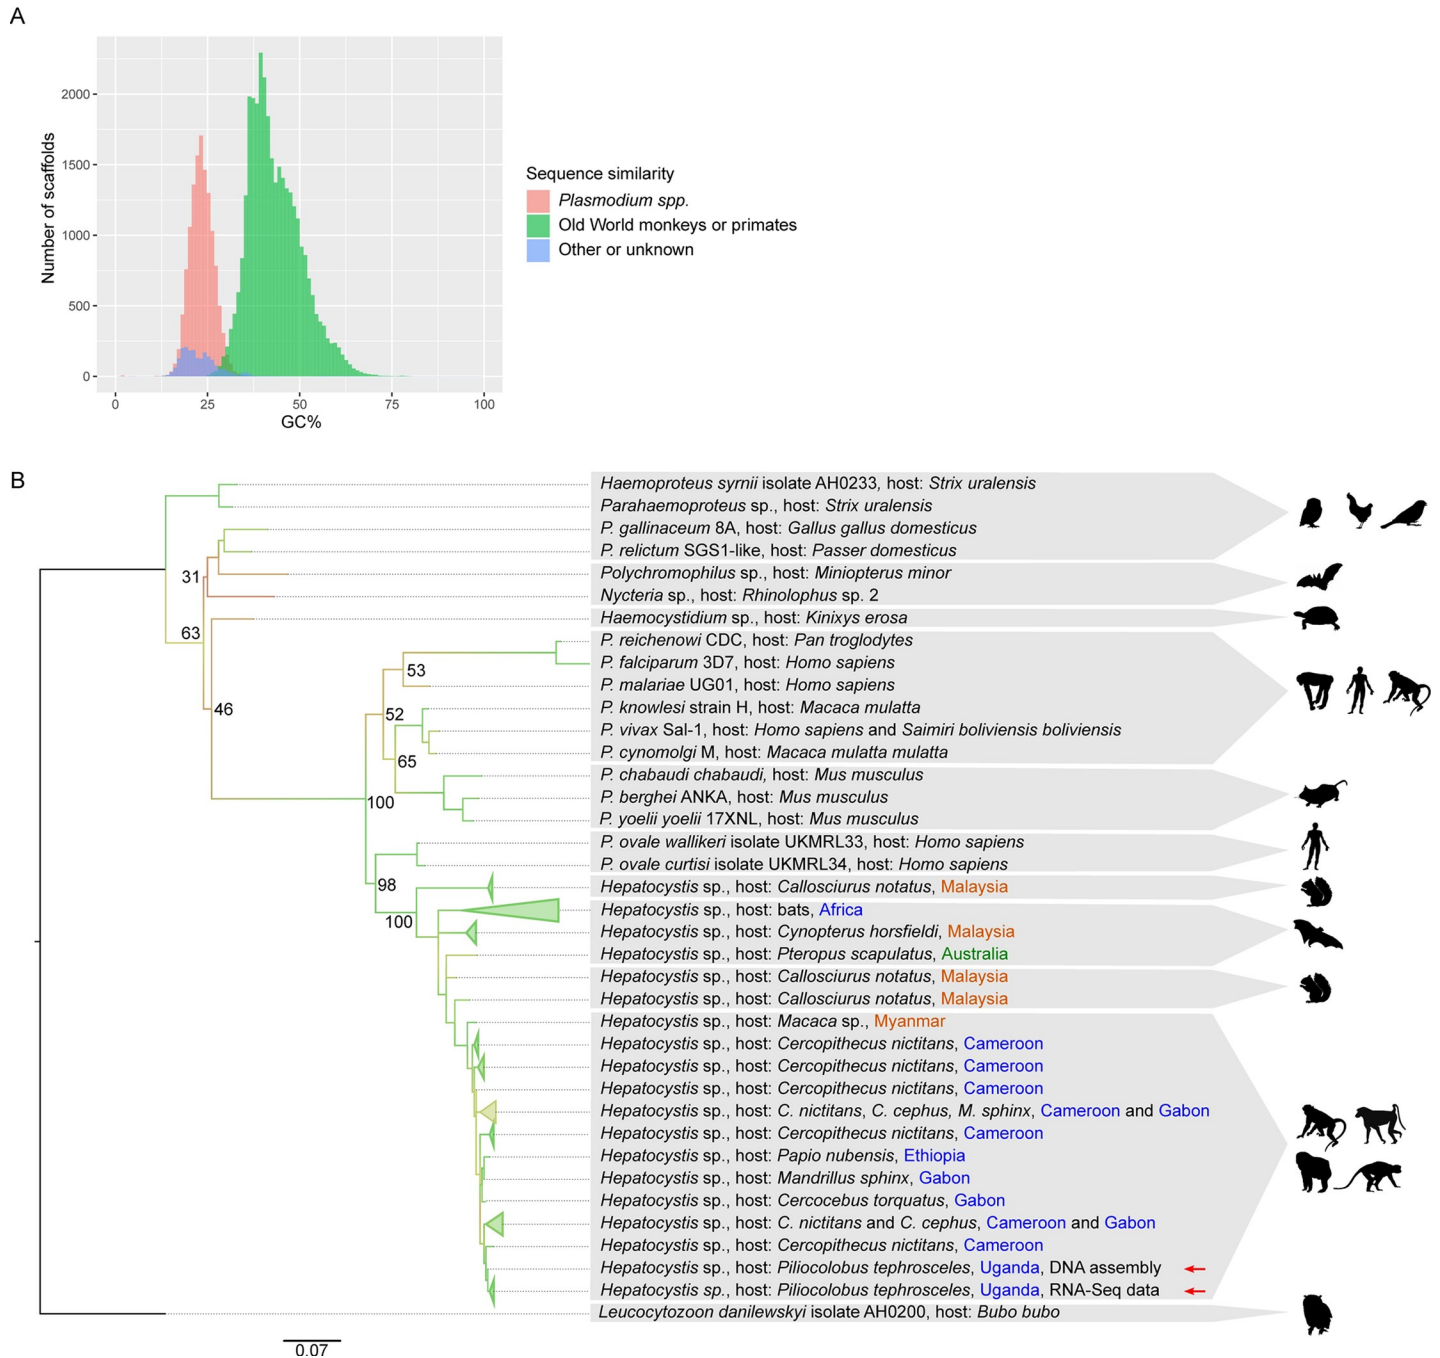 A
2000
1500
1000
500
0
Number of scaffolds
0 25 50 75 100
GC%
Sequence similarity
Plasmodium spp.
Old World monkeys or primates
Other or unknown
B
Haemoproteus syrnii isolate AH0233, host: Strix uralensis
Parahaemoproteus sp., host: Strix uralensis
P. gallinaceum 8A, host: Gallus gallus domesticus
P. relictum SGS1-like, host: Passer domesticus
Polychromophilus sp., host: Miniopterus minor
31
Nycteria sp., host: Rhinolophus sp. 2
Haemocystidium sp., host: Kinixys erosa
63
P. reichenowi CDC, host: Pan troglodytes
P. falciparum 3D7, host: Homo sapiens
53
P. malariae UG01, host: Homo sapiens
46
P. knowlesi strain H, host: Macaca mulatta
52
P. vivax Sal-1, host: Homo sapiens and Saimiri boliviensis boliviensis
P. cynomolgi M, host: Macaca mulatta mulatta
65
P. chabaudi chabaudi, host: Mus musculus
P. berghei ANKA, host: Mus musculus
100
P. yoelii yoelii 17XNL, host: Mus musculus
P. ovale wallikeri isolate UKMRL33, host: Homo sapiens
P. ovale curtisi isolate UKMRL34, host: Homo sapiens
98
Hepatocystis sp., host: Callosciurus notatus, Malaysia
Hepatocystis sp., host: bats, Africa
100
Hepatocystis sp., host: Cynopterus horsfieldi, Malaysia
Hepatocystis sp., host: Pteropus scapulatus, Australia
Hepatocystis sp., host: Callosciurus notatus, Malaysia
Hepatocystis sp., host: Callosciurus notatus, Malaysia
Hepatocystis sp., host: Macaca sp., Myanmar
Hepatocystis sp., host: Cercopithecus nictitans, Cameroon
Hepatocystis sp., host: Cercopithecus nictitans, Cameroon
Hepatocystis sp., host: Cercopithecus nictitans, Cameroon
Hepatocystis sp., host: C. nictitans, C. cephus, M. sphinx, Cameroon and Gabon
Hepatocystis sp., host: Cercopithecus nictitans, Cameroon
Hepatocystis sp., host: Papio nubensis, Ethiopia
Hepatocystis sp., host: Mandrillus sphinx, Gabon
Hepatocystis sp., host: Cercocebus torquatus, Gabon
Hepatocystis sp., host: C. nictitans and C. cephus, Cameroon and Gabon
Hepatocystis sp., host: Cercopithecus nictitans, Cameroon
Hepatocystis sp., host: Piliocolobus tephrosceles, Uganda, DNA assembly
Hepatocystis sp., host: Piliocolobus tephrosceles, Uganda, RNA-Seq data
Leucocytozoon danilewskyi isolate AH0200, host: Bubo bubo
0.07